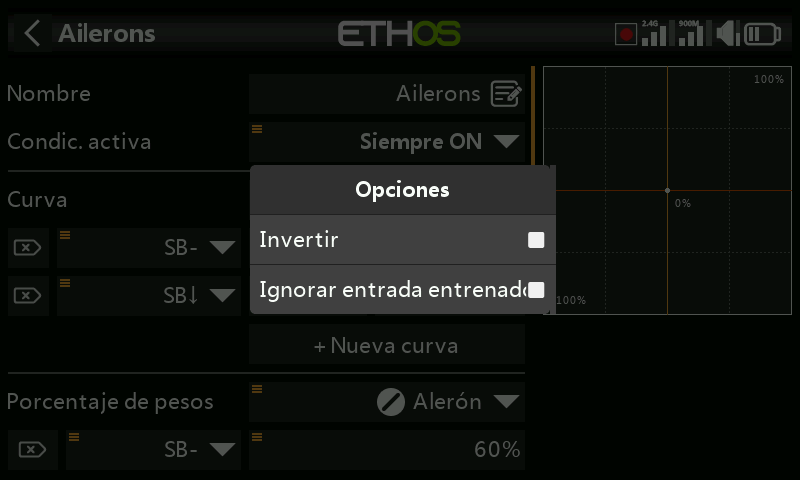 Ailerons
ETHOS
2.4G
900M
Nombre
Ailerons
100%
Condic. activa
Siempre ON
Opciones
Curva
0%
SB-
Invertir
SB↓
Ignorar entrada entrenado
100%
+ Nueva curva
Porcentaje de pesos
Alerón
SB-
60%